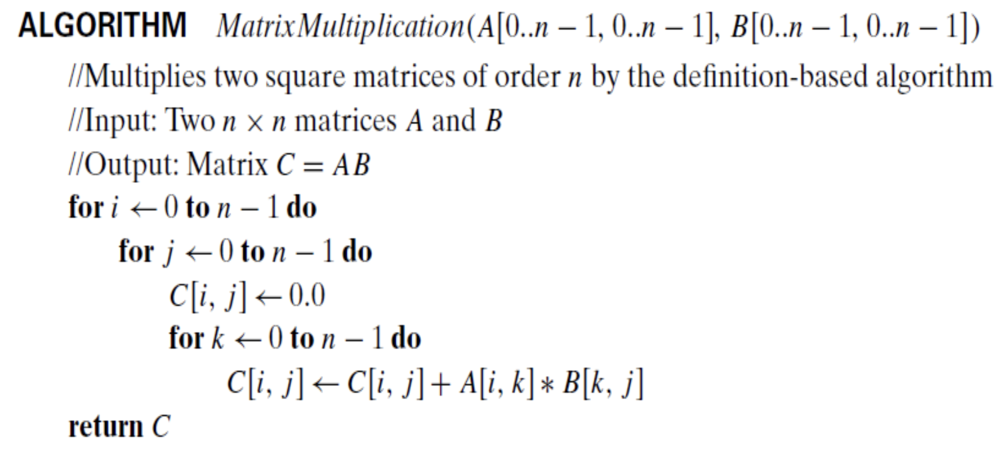 ALGORITHM MatrixMultiplication(A[0..n − 1, 0..n − 1], B[0..n − 1, 0..n − 1])
//Multiplies two square matrices of order n by the definition-based algorithm
//Input: Two n × n matrices A and B
//Output: Matrix C = AB
for i ← 0 to n − 1 do
for j ← 0 to n − 1 do
C[i, j] ← 0.0
for k ← 0 to n − 1 do
C[i, j] ← C[i, j] + A[i, k] ∗ B[k, j]
return C